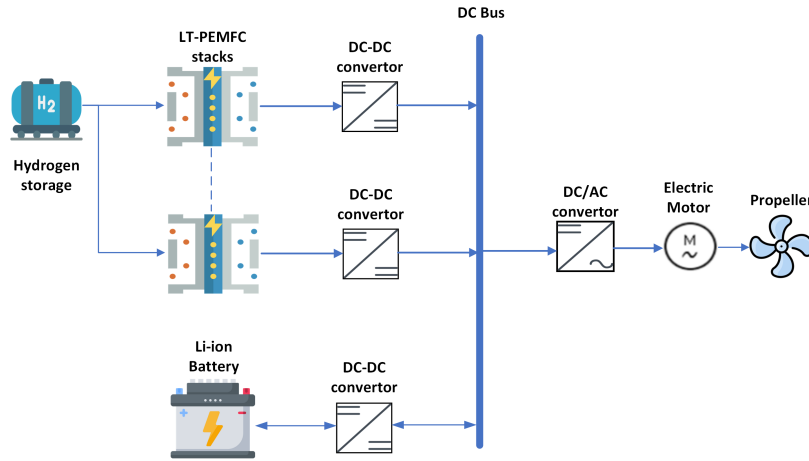 DC Bus
LT-PEMFC
stacks
DC-DC
convertor
H2
Hydrogen
storage
DC-DC
convertor
DC/AC
convertor
Electric
Motor
M
Propeller
Li-ion
Battery
DC-DC
convertor